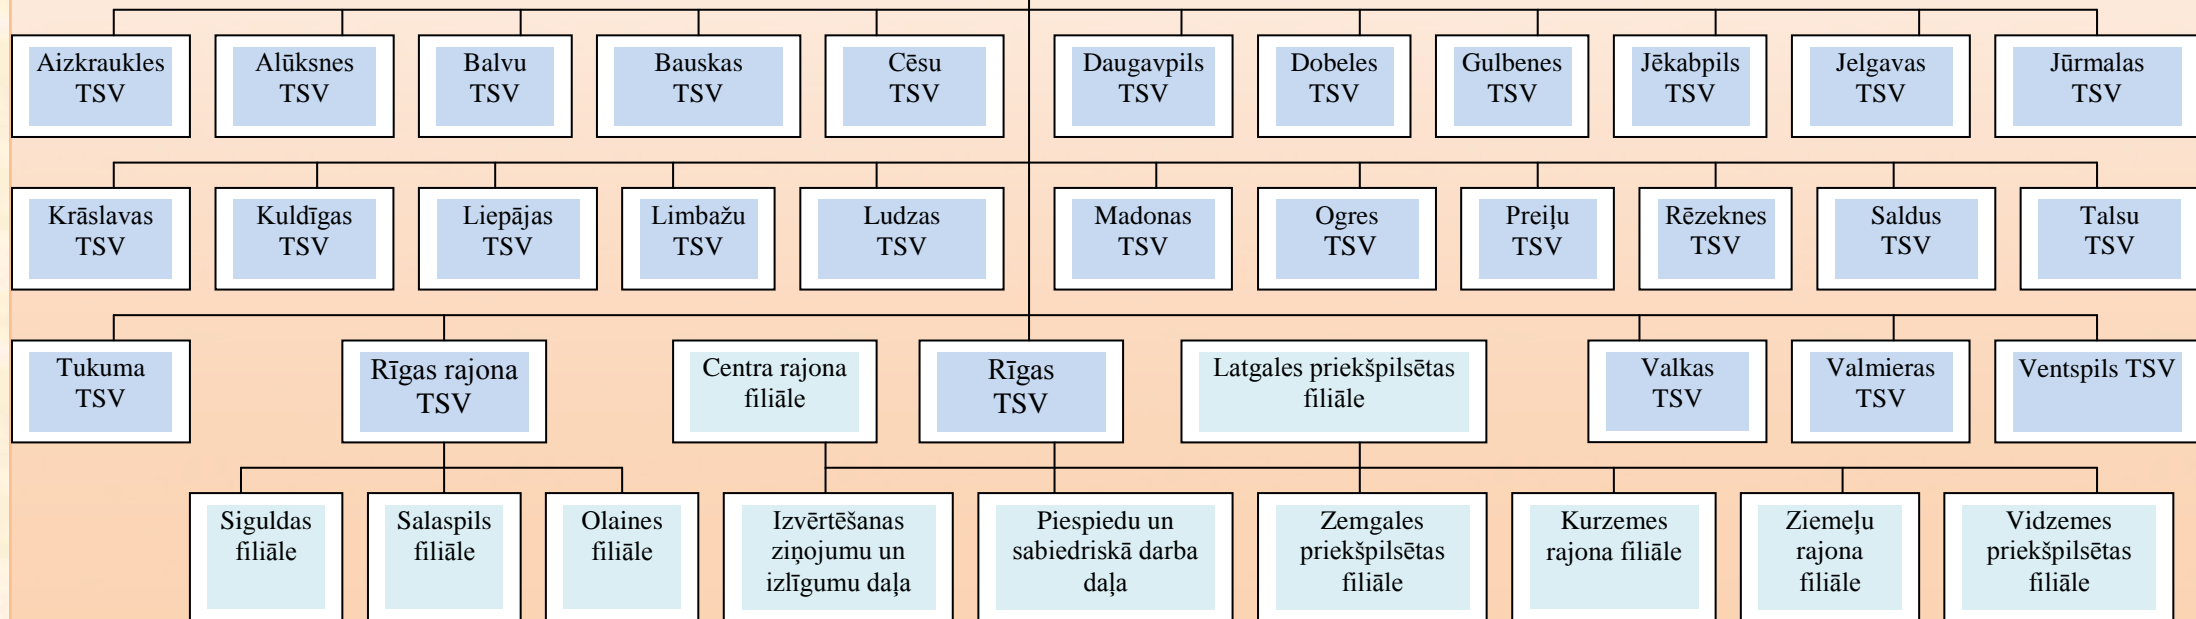 Aizkraukles
TSV
Alūksnes
TSV
Balvu
TSV
Bauskas
TSV
Cēsu
TSV
Daugavpils
TSV
Dobeles
TSV
Gulbenes
TSV
Jēkabpils
TSV
Jelgavas
TSV
Jūrmalas
TSV
Krāslavas
TSV
Kuldīgas
TSV
Liepājas
TSV
Limbažu
TSV
Ludzas
TSV
Madonas
TSV
Ogres
TSV
Preiļu
TSV
Rēzeknes
TSV
Saldus
TSV
Talsu
TSV
Tukuma
TSV
Rīgas rajona
TSV
Centra rajona
filiāle
Rīgas
TSV
Latgales priekšpilsētas
filiāle
Valkas
TSV
Valmieras
TSV
Ventspils TSV
Siguldas
filiāle
Salaspils
filiāle
Olaines
filiāle
Izvērtēšanas
ziņojumu un
izlīgumu daļa
Piespiedu un
sabiedriskā darba
daļa
Zemgales
priekšpilsētas
filiāle
Kurzemes
rajona filiāle
Ziemeļu
rajona
filiāle
Vidzemes
priekšpilsētas
filiāle